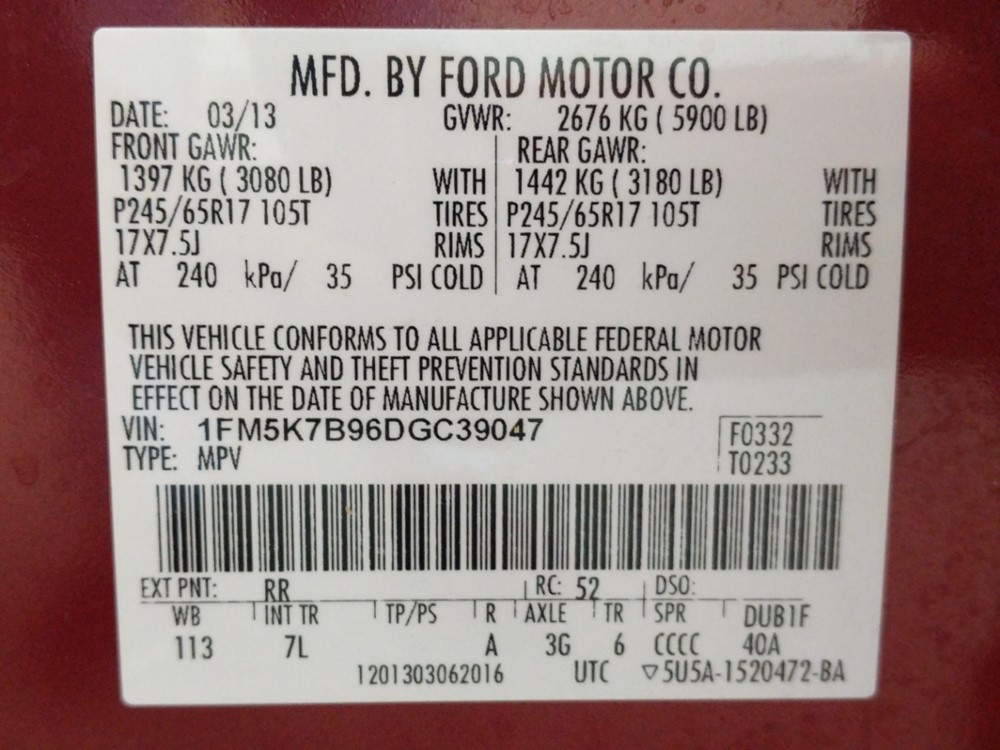 MFD. BY FORD MOTOR CO.
DATE: 03/13 GVWR: 2676 KG ( 5900 LB)
FRONT GAWR: REAR GAWR:
1397 KG ( 3080 LB) WITH 1442 KG ( 3180 LB) WITH
P245/65R17 105T TIRES P245/65R17 105T TIRES
17X7.5J RIMS 17X7.5J RIMS
AT 240 kPa/ 35 PSI COLD AT 240 kPa/ 35 PSI COLD
THIS VEHICLE CONFORMS TO ALL APPLICABLE FEDERAL MOTOR
VEHICLE SAFETY AND THEFT PREVENTION STANDARDS IN
EFFECT ON THE DATE OF MANUFACTURE SHOWN ABOVE.
VIN: 1FM5K7B96DGC39047 F0332
TYPE: MPV T0233
EXT PNT: RR RC: 52 DSO:
WB INT TR TP/PS R AXLE TR SPR DUB1F
113 7L A 3G 6 CCCC 40A
1201303062016 UTC ▽5U5A-1520472-BA